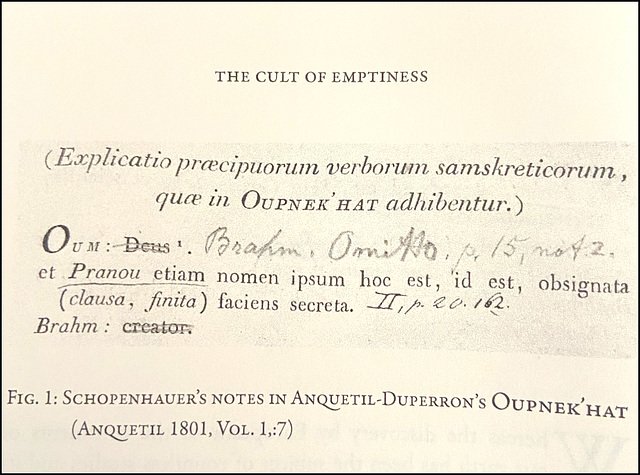 THE CULT OF EMPTINESS
(Explicatio præcipuorum verborum samskreticorum,
quæ in OUPNEK'HAT adhibentur.)
OUM: Deus ¹. Brahm. Omitto. p. 15, not 2.
et Pranou etiam nomen ipsum hoc est, id est, obsignata
(clausa, finita) faciens secreta. II, p. 20. 162.
Brahm: creator.
FIG. 1: SCHOPENHAUER'S NOTES IN ANQUETIL-DUPERRON'S OUPNEK'HAT
(ANQUETIL 1801, VOL. 1,:7)